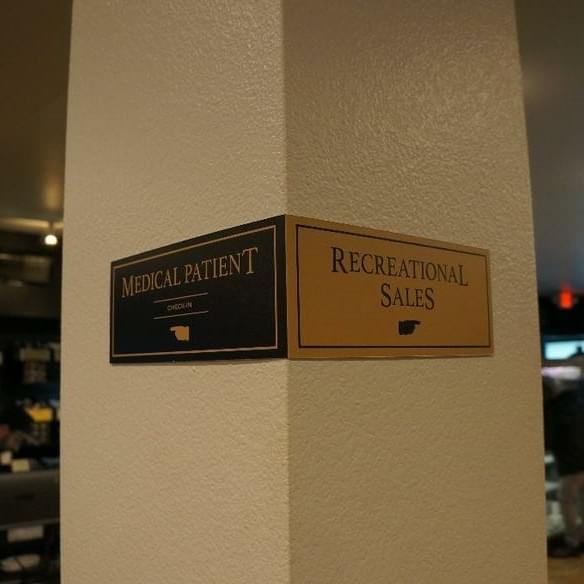 MEDICAL PATIENT
CHECK-IN
RECREATIONAL
SALES